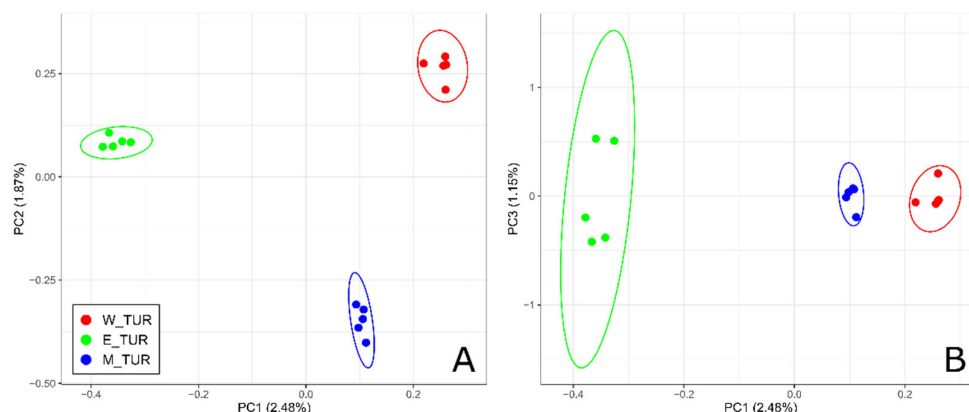 0.25
0.00
−0.25
−0.50
PC2 (1.87%)
W_TUR
E_TUR
M_TUR
A
−0.4
−0.2
0.0
0.2
PC1 (2.48%)
1
0
−1
PC3 (1.15%)
B
−0.4
−0.2
0.0
0.2
PC1 (2.48%)